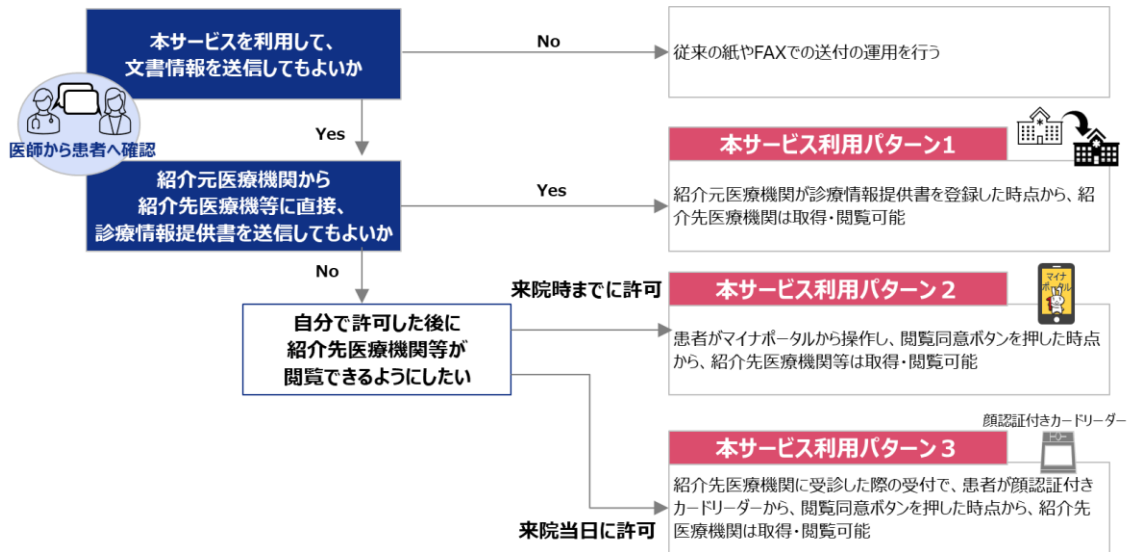 本サービスを利用して、
文書情報を送信してもよいか
No
従来の紙やFAXでの送付の運用を行う
医師から患者へ確認
Yes
紹介元医療機関から
紹介先医療機等に直接、
診療情報提供書を送信してもよいか
Yes
本サービス利用パターン1
紹介元医療機関が診療情報提供書を登録した時点から、紹
介先医療機関は取得・閲覧可能
No
自分で許可した後に
紹介先医療機関等が
閲覧できるようにしたい
来院時までに許可
本サービス利用パターン２
マイナ
ポータル
患者がマイナポータルから操作し、閲覧同意ボタンを押した時点
から、紹介先医療機関等は取得・閲覧可能
顔認証付きカードリーダー
本サービス利用パターン３
紹介先医療機関に受診した際の受付で、患者が顔認証付き
カードリーダーから、閲覧同意ボタンを押した時点から、紹介先
医療機関は取得・閲覧可能
来院当日に許可